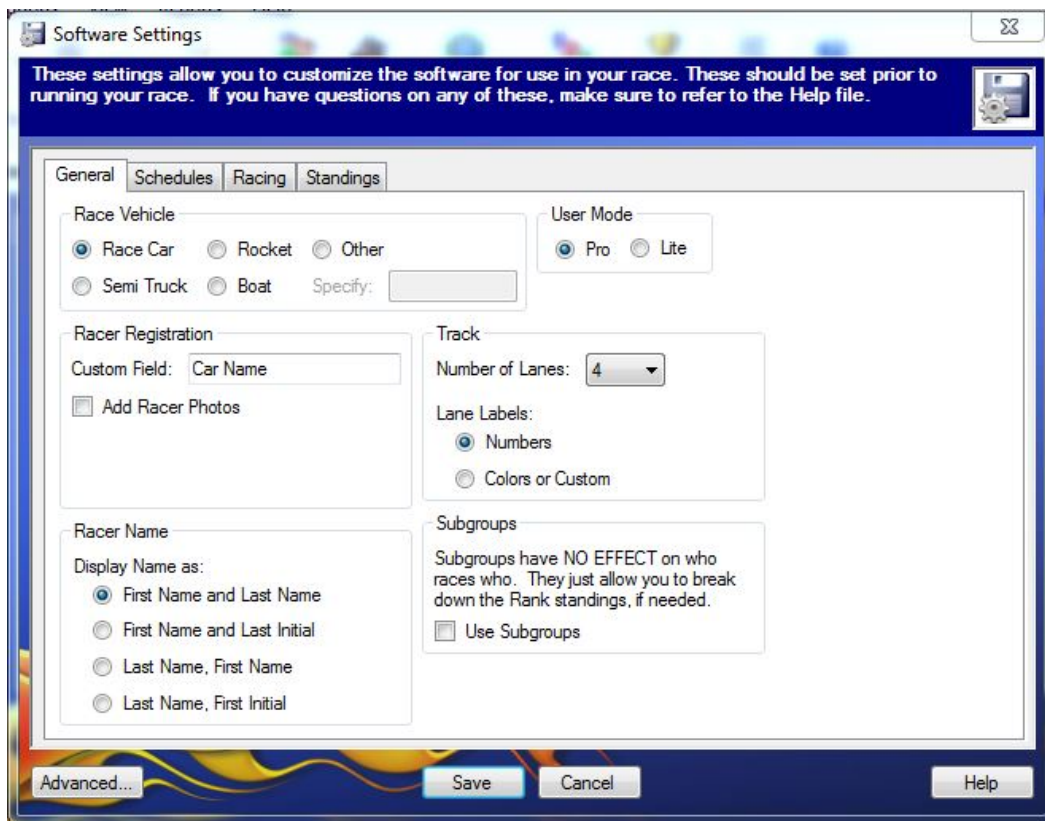 Software Settings
These settings allow you to customize the software for use in your race. These should be set prior to
running your race. If you have questions on any of these, make sure to refer to the Help file.
General Schedules Racing Standings
Race Vehicle
Race Car Rocket Other
Semi Truck Boat Specify:
User Mode
Pro Lite
Racer Registration
Custom Field: Car Name
Add Racer Photos
Track
Number of Lanes: 4
Lane Labels:
Numbers
Colors or Custom
Racer Name
Display Name as:
First Name and Last Name
First Name and Last Initial
Last Name, First Name
Last Name, First Initial
Subgroups
Subgroups have NO EFFECT on who
races who. They just allow you to break
down the Rank standings, if needed.
Use Subgroups
Advanced... Save Cancel Help